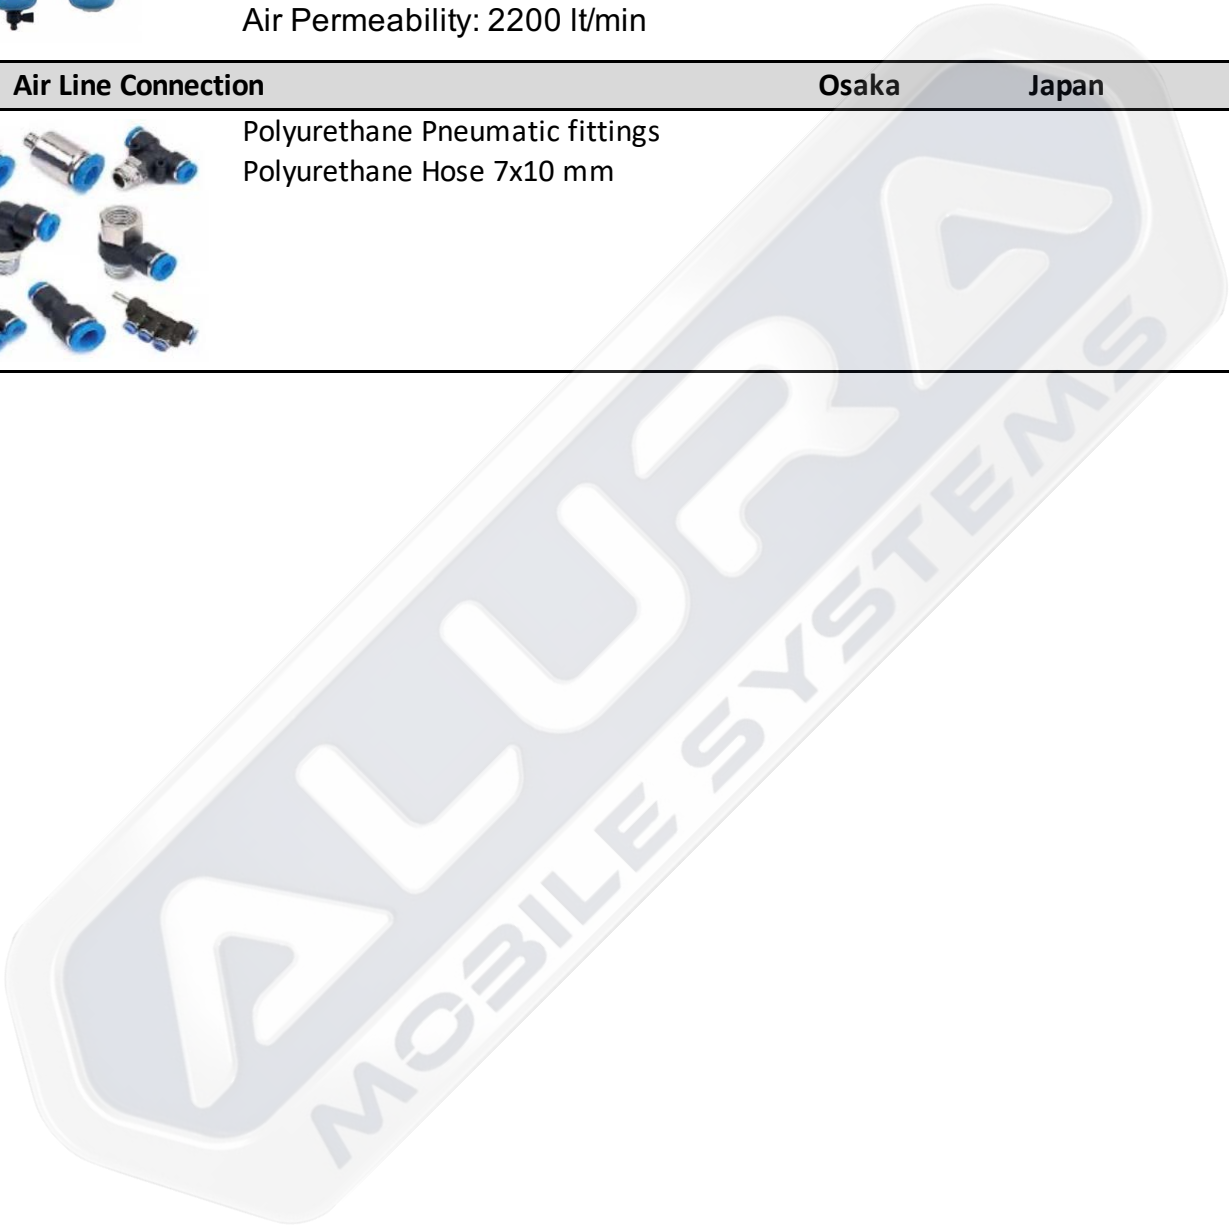 Air Permeability: 2200 lt/min
Air Line Connection Osaka Japan
Polyurethane Pneumatic fittings
Polyurethane Hose 7x10 mm
ALURA
MOBILE SYSTEMS